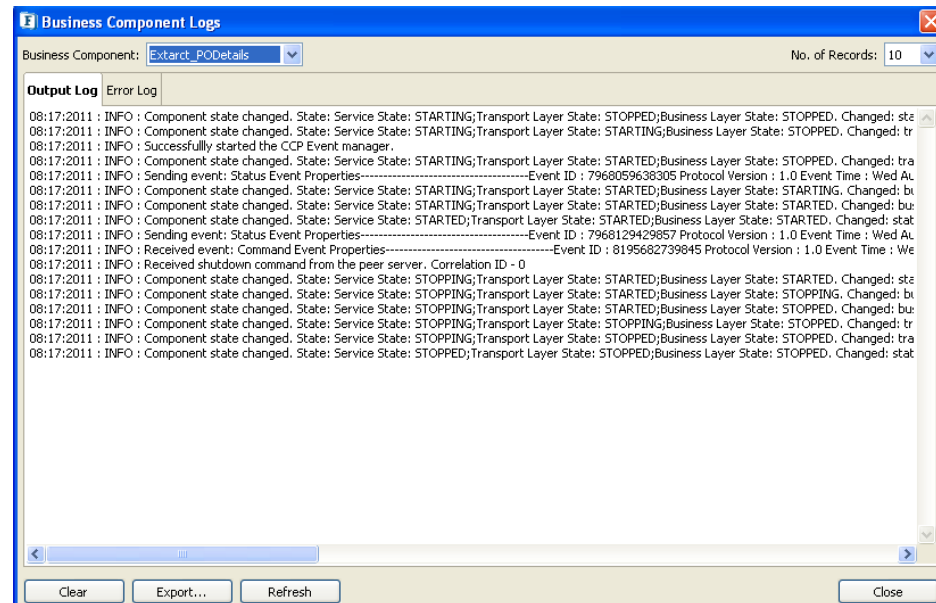 Business Component Logs
Business Component: Extarct_PODetails No. of Records: 10
Output Log Error Log
08:17:2011 : INFO : Component state changed. State: Service State: STARTING;Transport Layer State: STOPPED;Business Layer State: STOPPED. Changed: sta
08:17:2011 : INFO : Component state changed. State: Service State: STARTING;Transport Layer State: STARTING;Business Layer State: STOPPED. Changed: tr
08:17:2011 : INFO : Successfullly started the CCP Event manager.
08:17:2011 : INFO : Component state changed. State: Service State: STARTING;Transport Layer State: STARTED;Business Layer State: STOPPED. Changed: tra
08:17:2011 : INFO : Sending event: Status Event Properties-------------------------------------Event ID : 7968059638305 Protocol Version : 1.0 Event Time : Wed Au
08:17:2011 : INFO : Component state changed. State: Service State: STARTING;Transport Layer State: STARTED;Business Layer State: STARTING. Changed: bu
08:17:2011 : INFO : Component state changed. State: Service State: STARTING;Transport Layer State: STARTED;Business Layer State: STARTED. Changed: bu
08:17:2011 : INFO : Component state changed. State: Service State: STARTED;Transport Layer State: STARTED;Business Layer State: STARTED. Changed: stat
08:17:2011 : INFO : Sending event: Status Event Properties-------------------------------------Event ID : 7968129429857 Protocol Version : 1.0 Event Time : Wed Au
08:17:2011 : INFO : Received event: Command Event Properties-------------------------------------Event ID : 8195682739845 Protocol Version : 1.0 Event Time : We
08:17:2011 : INFO : Received shutdown command from the peer server. Correlation ID - 0
08:17:2011 : INFO : Component state changed. State: Service State: STOPPING;Transport Layer State: STARTED;Business Layer State: STARTED. Changed: sta
08:17:2011 : INFO : Component state changed. State: Service State: STOPPING;Transport Layer State: STARTED;Business Layer State: STOPPING. Changed: bu
08:17:2011 : INFO : Component state changed. State: Service State: STOPPING;Transport Layer State: STARTED;Business Layer State: STOPPED. Changed: bu
08:17:2011 : INFO : Component state changed. State: Service State: STOPPING;Transport Layer State: STOPPING;Business Layer State: STOPPED. Changed: tr
08:17:2011 : INFO : Component state changed. State: Service State: STOPPING;Transport Layer State: STOPPED;Business Layer State: STOPPED. Changed: tra
08:17:2011 : INFO : Component state changed. State: Service State: STOPPED;Transport Layer State: STOPPED;Business Layer State: STOPPED. Changed: stat
Clear Export... Refresh Close